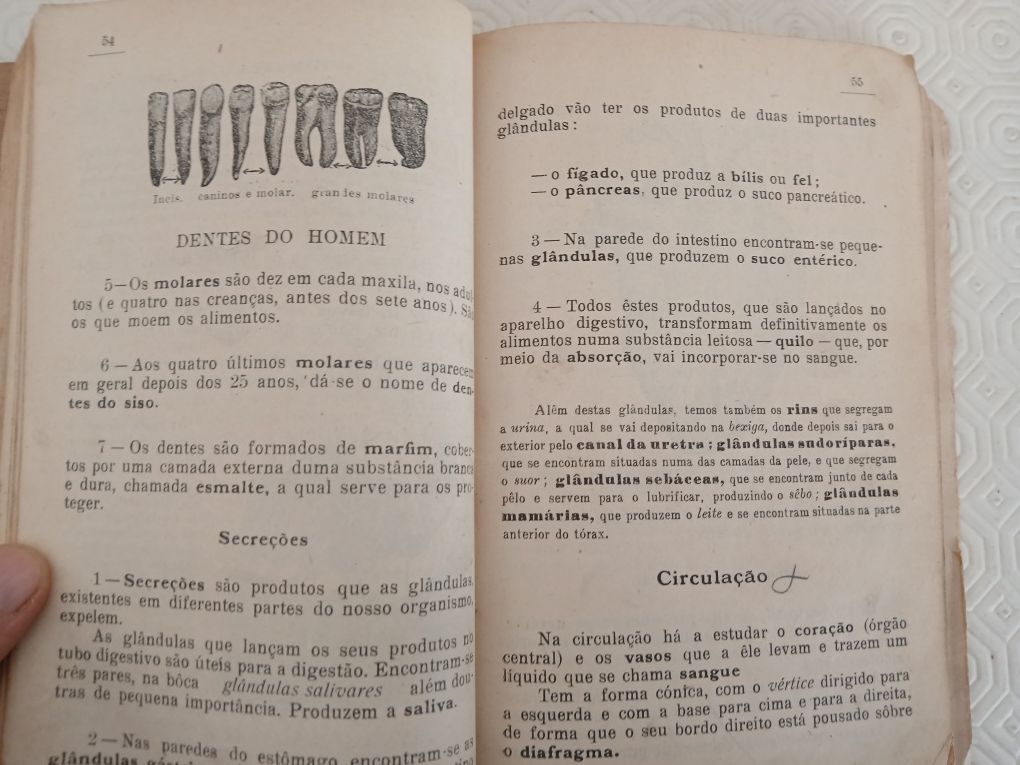 54
Incis. caninos e molar. grandes molares
DENTES DO HOMEM
5—Os molares são dez em cada maxila, nos adul-
tos (e quatro nas creanças, antes dos sete anos). São
os que moem os alimentos.
6—Aos quatro últimos molares que aparecem
em geral depois dos 25 anos, dá-se o nome de den-
tes do siso.
7—Os dentes são formados de marfim, cober-
tos por uma camada externa duma substância branca
e dura, chamada esmalte, a qual serve para os pro-
teger.
Secreções
1—Secreções são produtos que as glândulas,
existentes em diferentes partes do nosso organismo,
expelem.
As glândulas que lançam os seus produtos no
tubo digestivo são úteis para a digestão. Encontram-se
três pares, na bôca glândulas salivares além dou-
tras de pequena importância. Produzem a saliva.
2—Nas paredes do estômago encontram-se as
glândulas
55
delgado vão ter os produtos de duas importantes
glândulas:
—o fígado, que produz a bílis ou fel;
—o pâncreas, que produz o suco pancreático.
3—Na parede do intestino encontram-se peque-
nas glândulas, que produzem o suco entérico.
4—Todos êstes produtos, que são lançados no
aparelho digestivo, transformam definitivamente os
alimentos numa substância leitosa—quilo—que, por
meio da absorção, vai incorporar-se no sangue.
Além destas glândulas, temos também os rins que segregam
a urina, a qual se vai depositando na bexiga, donde depois sai para o
exterior pelo canal da uretra; glândulas sudoríparas,
que se encontram situadas numa das camadas da pele, e que segregam
o suor; glândulas sebáceas, que se encontram junto de cada
pêlo e servem para o lubrificar, produzindo o sêbo; glândulas
mamárias, que produzem o leite e se encontram situadas na parte
anterior do tórax.
Circulação
Na circulação há a estudar o coração (órgão
central) e os vasos que a êle levam e trazem um
líquido que se chama sangue
Tem a forma cónica, com o vértice dirigido para
a esquerda e com a base para cima e para a direita,
de forma que o seu bordo direito está pousado sôbre
o diafragma.